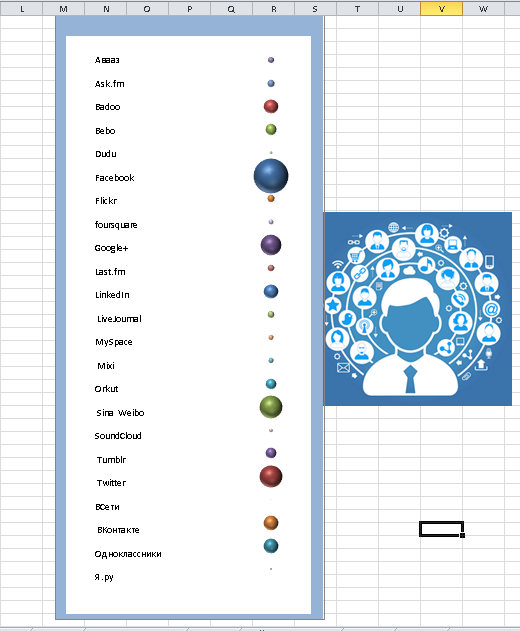 L M N O P Q R S T U V W
Аваaз
Ask.fm
Badoo
Bebo
Dudu
Facebook
Flickr
foursquare
Google+
Last.fm
LinkedIn
LiveJournal
MySpace
Mixi
Orkut
Sina Weibo
SoundCloud
Tumblr
Twitter
ВСети
ВКонтакте
Одноклассники
Я.ру